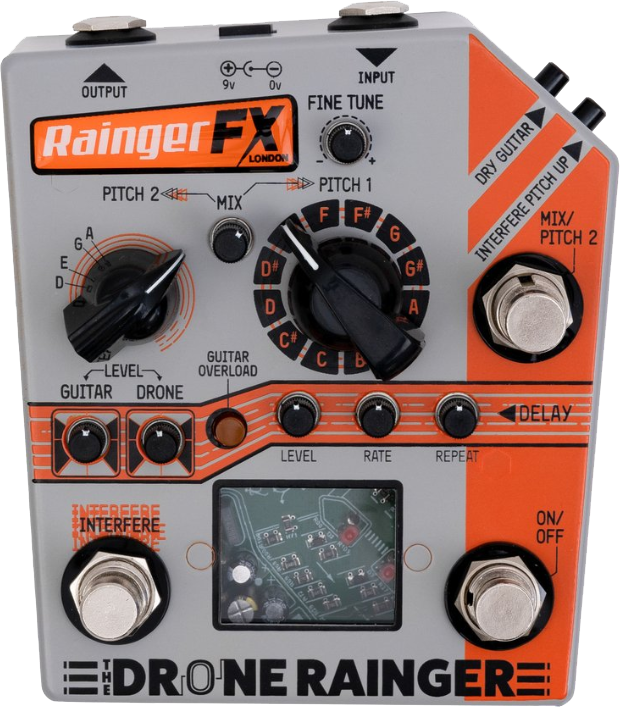 OUTPUT
9v 0v
INPUT
RaingerFX
LONDON
FINE TUNE
- +
DRY GUITAR
INTERFERE PITCH UP
PITCH 2
MIX
PITCH 1
MIX/
PITCH 2
A
G
E
D
F
F#
G
G#
A
B
C
C#
D
D#
LEVEL
GUITAR
DRONE
GUITAR
OVERLOAD
LEVEL
RATE
REPEAT
DELAY
INTERFERE
ON/
OFF
THE DRONE RAINGER